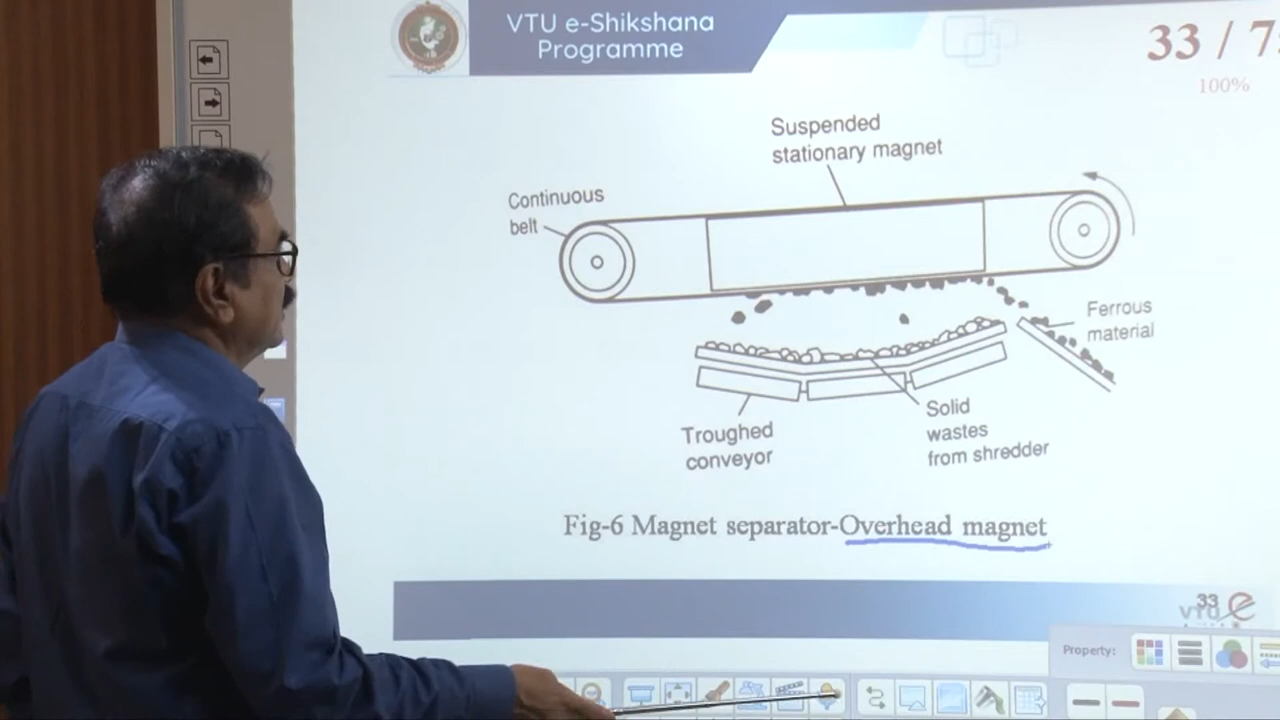 VTU e-Shikshana
Programme
33 / 7
100%
Suspended
stationary magnet
Continuous
belt
Ferrous
material
Solid
wastes
from shredder
Troughed
conveyor
Fig-6 Magnet separator-Overhead magnet
33
VTU e
Property: